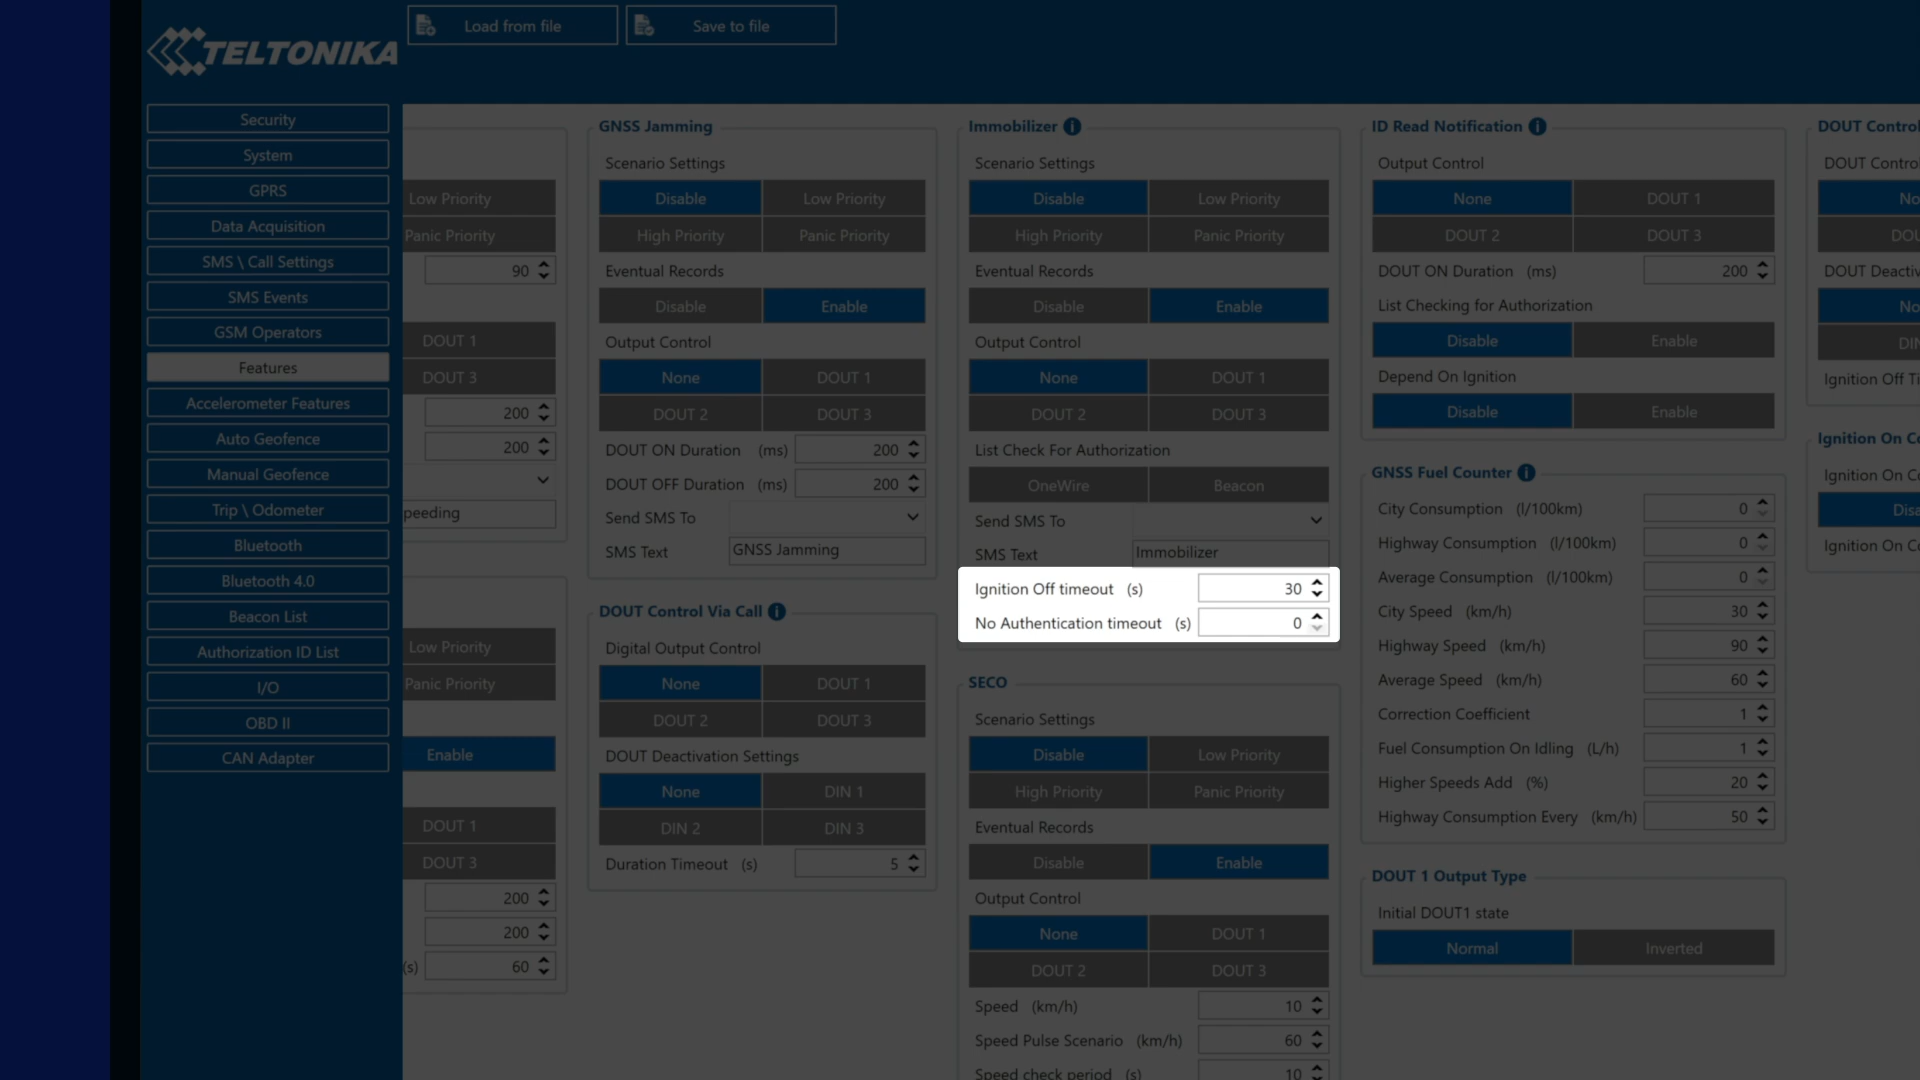 TELTONIKA
Load from file
Save to file
Security
System
GPRS
Data Acquisition
SMS \ Call Settings
SMS Events
GSM Operators
Features
Accelerometer Features
Auto Geofence
Manual Geofence
Trip \ Odometer
Bluetooth
Bluetooth 4.0
Beacon List
Authorization ID List
I/O
OBD II
CAN Adapter
Low Priority
Panic Priority
90
DOUT 1
DOUT 3
200
200
peeding
Low Priority
Panic Priority
Enable
DOUT 1
DOUT 3
200
200
(s) 60
GNSS Jamming
Scenario Settings
Disable Low Priority
High Priority Panic Priority
Eventual Records
Disable Enable
Output Control
None DOUT 1
DOUT 2 DOUT 3
DOUT ON Duration (ms) 200
DOUT OFF Duration (ms) 200
Send SMS To
SMS Text GNSS Jamming
DOUT Control Via Call
Digital Output Control
None DOUT 1
DOUT 2 DOUT 3
DOUT Deactivation Settings
None DIN 1
DIN 2 DIN 3
Duration Timeout (s) 5
Immobilizer
Scenario Settings
Disable Low Priority
High Priority Panic Priority
Eventual Records
Disable Enable
Output Control
None DOUT 1
DOUT 2 DOUT 3
List Check For Authorization
OneWire Beacon
Send SMS To
SMS Text Immobilizer
Ignition Off timeout (s) 30
No Authentication timeout (s) 0
SECO
Scenario Settings
Disable Low Priority
High Priority Panic Priority
Eventual Records
Disable Enable
Output Control
None DOUT 1
DOUT 2 DOUT 3
Speed (km/h) 10
Speed Pulse Scenario (km/h) 60
Speed check period (s) 10
ID Read Notification
Output Control
None DOUT 1
DOUT 2 DOUT 3
DOUT ON Duration (ms) 200
List Checking for Authorization
Disable Enable
Depend On Ignition
Disable Enable
GNSS Fuel Counter
City Consumption (l/100km) 0
Highway Consumption (l/100km) 0
Average Consumption (l/100km) 0
City Speed (km/h) 30
Highway Speed (km/h) 90
Average Speed (km/h) 60
Correction Coefficient 1
Fuel Consumption On Idling (L/h) 1
Higher Speeds Add (%) 20
Highway Consumption Every (km/h) 50
DOUT 1 Output Type
Initial DOUT1 state
Normal Inverted
DOUT Control
DOUT Contro
No
DOU
DOUT Deactiv
No
DIN
Ignition Off Ti
Ignition On Co
Ignition On Co
Disa
Ignition On Co